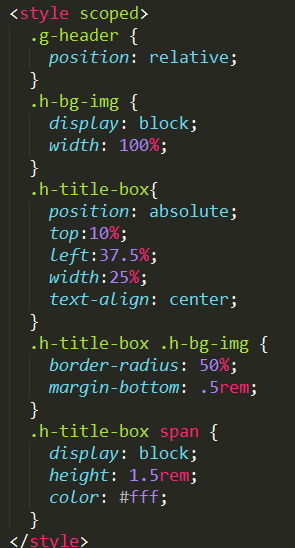 <style scoped>
.g-header {
position: relative;
}
.h-bg-img {
display: block;
width: 100%;
}
.h-title-box{
position: absolute;
top:10%;
left:37.5%;
width:25%;
text-align: center;
}
.h-title-box .h-bg-img {
border-radius: 50%;
margin-bottom: .5rem;
}
.h-title-box span {
display: block;
height: 1.5rem;
color: #fff;
}
</style>